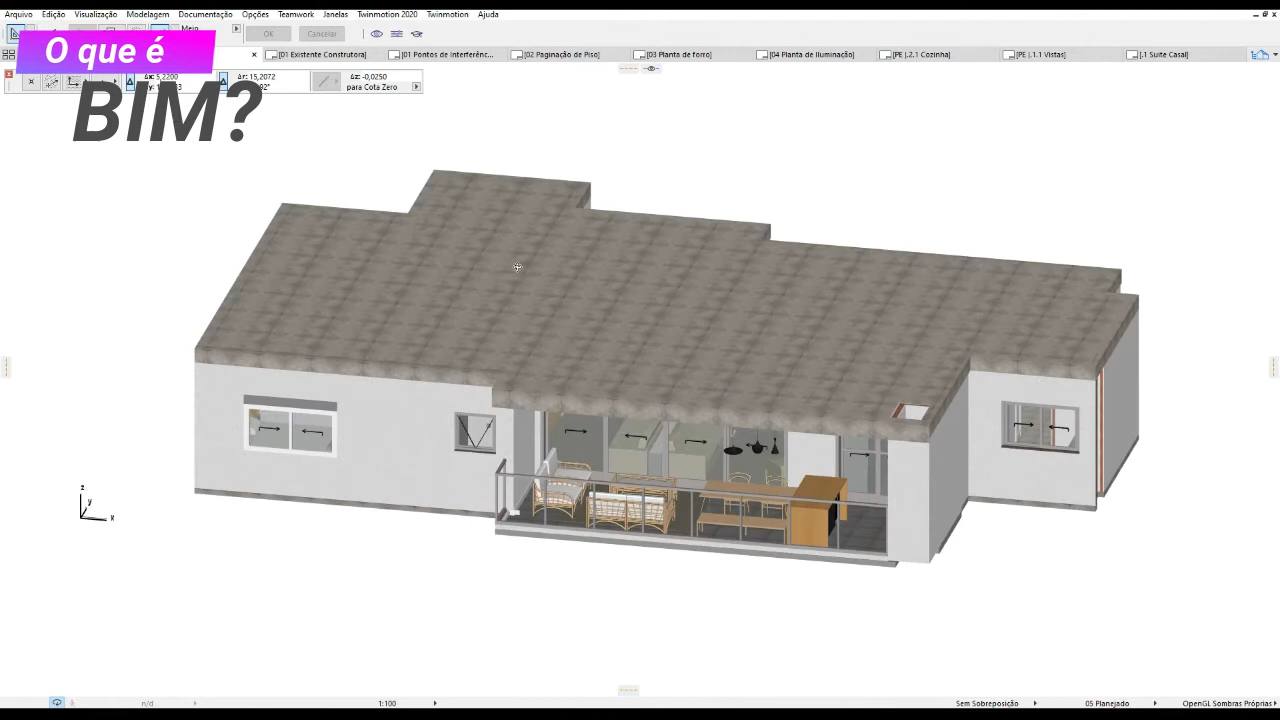 Arquivo Edição Visualização Modelagem Documentação Opções Teamwork Janelas Twinmotion 2020 Twinmotion Ajuda
Meio
OK Cancelar
O que é
BIM?
[01 Existente Construtora] [01 Pontos de Interferênc... [02 Paginação de Piso] [03 Planta de forro] [04 Planta de Iluminação] [PE |.2.1 Cozinha] [PE |.1.1 Vistas] [.1 Suite Casal]
Δx: 5,2200 Δr: 15,2072 Δz: -0,0250
para Cota Zero
z
y
x
n/d 1:100 Sem Sobreposição 05 Planejado OpenGL Sombras Próprias